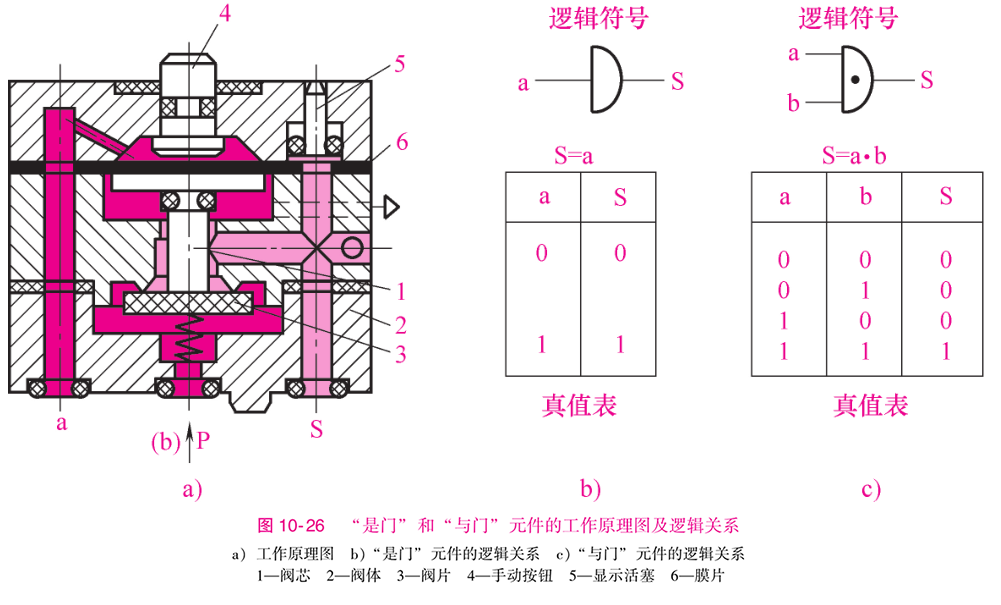 4
5
6
1
2
3
a
(b)
P
S
a)
逻辑符号
a
S
S=a
a S
0 0
1 1
真值表
b)
逻辑符号
a
b
S
S=a•b
a b S
0 0 0
0 1 0
1 0 0
1 1 1
真值表
c)
图 10-26 “是门”和“与门”元件的工作原理图及逻辑关系
a) 工作原理图 b)“是门”元件的逻辑关系 c)“与门”元件的逻辑关系
1—阀芯 2—阀体 3—阀片 4—手动按钮 5—显示活塞 6—膜片